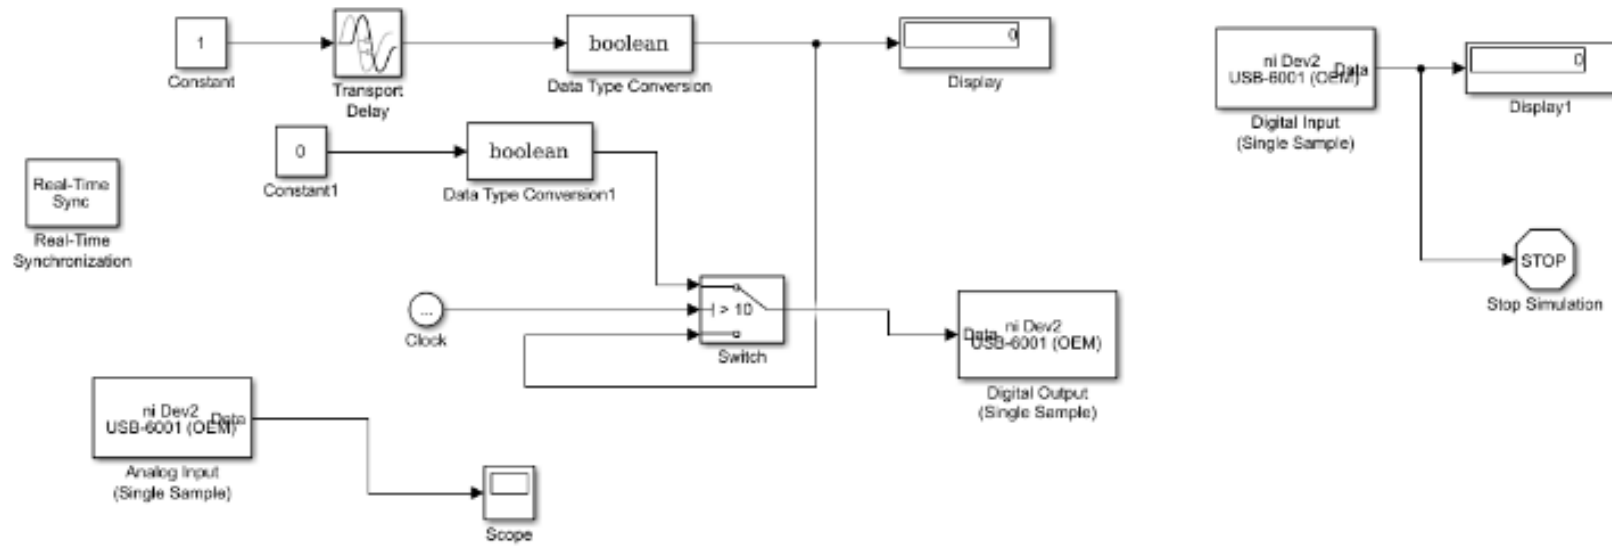 1
Constant
Transport
Delay
boolean
Data Type Conversion
0
Display
ni Dev2
USB-6001 (OEM)
Data
Digital Input
(Single Sample)
0
Display1
0
Constant1
boolean
Data Type Conversion1
Real-Time
Sync
Real-Time
Synchronization
...
Clock
> 10
Switch
ni Dev2
USB-6001 (OEM)
Data
Digital Output
(Single Sample)
STOP
Stop Simulation
ni Dev2
USB-6001 (OEM)
Data
Analog Input
(Single Sample)
Scope